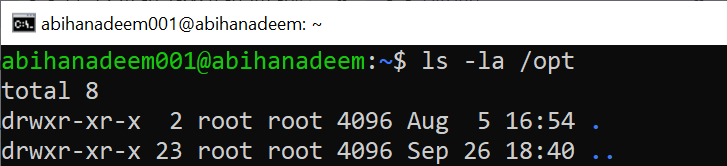 abihanadeem001@abihanadeem: ~
abihanadeem001@abihanadeem:~$ ls -la /opt
total 8
drwxr-xr-x  2 root root 4096 Aug  5 16:54 .
drwxr-xr-x 23 root root 4096 Sep 26 18:40 ..